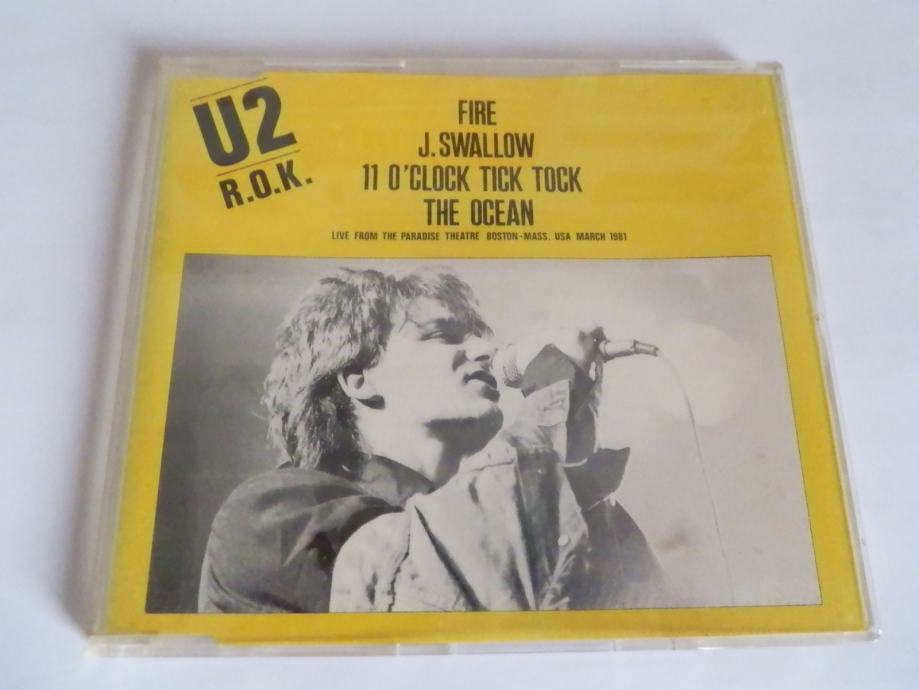 U2
R.O.K.
FIRE
J. SWALLOW
11 O'CLOCK TICK TOCK
THE OCEAN
LIVE FROM THE PARADISE THEATRE BOSTON-MASS. USA MARCH 1981